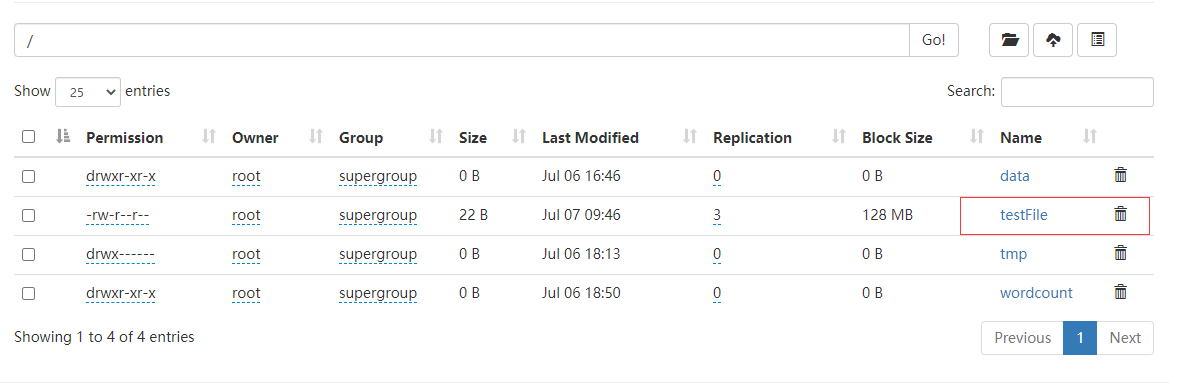 / Go!
Show 25 entries Search:
Permission Owner Group Size Last Modified Replication Block Size Name
drwxr-xr-x root supergroup 0 B Jul 06 16:46 0 0 B data
-rw-r--r-- root supergroup 22 B Jul 07 09:46 3 128 MB testFile
drwx------ root supergroup 0 B Jul 06 18:13 0 0 B tmp
drwxr-xr-x root supergroup 0 B Jul 06 18:50 0 0 B wordcount
Showing 1 to 4 of 4 entries Previous 1 Next